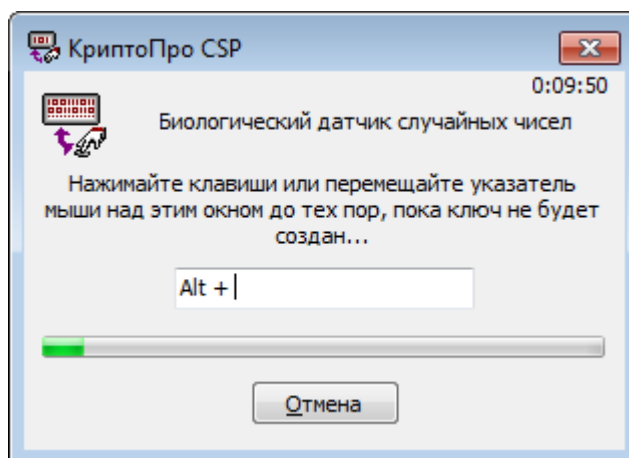 КриптоПро CSP
0:09:50
Биологический датчик случайных чисел
Нажимайте клавиши или перемещайте указатель
мыши над этим окном до тех пор, пока ключ не будет
создан...
Alt +
Отмена